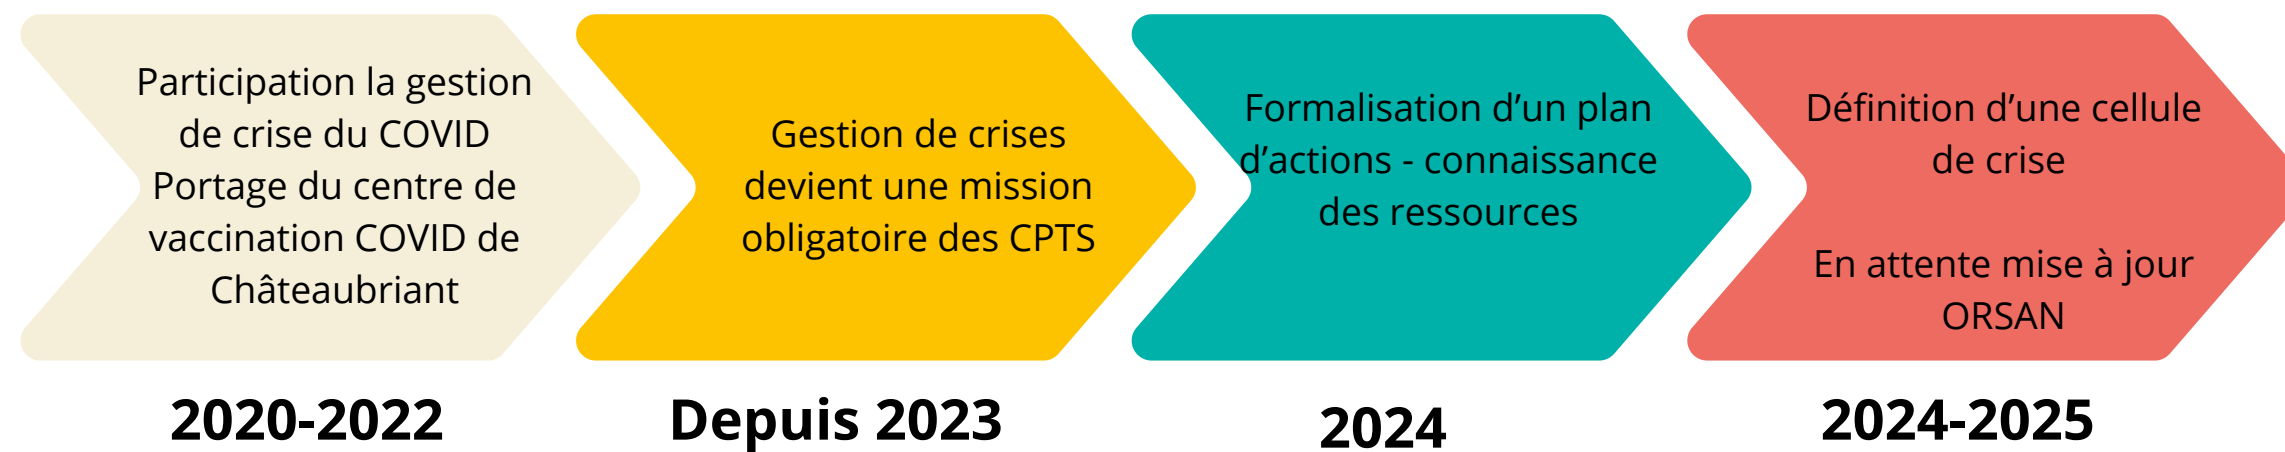 Participation la gestion
de crise du COVID
Portage du centre de
vaccination COVID de
Châteaubriant
2020-2022
Gestion de crises
devient une mission
obligatoire des CPTS
Depuis 2023
Formalisation d’un plan
d’actions - connaissance
des ressources
2024
Définition d’une cellule
de crise
En attente mise à jour
ORSAN
2024-2025